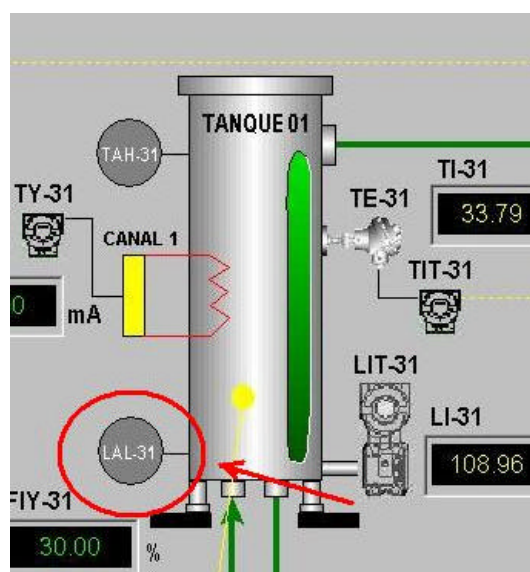 TANQUE 01
TAH-31
TI-31
33.79
TY-31
TE-31
CANAL 1
TIT-31
0
mA
LIT-31
LAL-31
LI-31
108.96
FIY-31
30.00
%